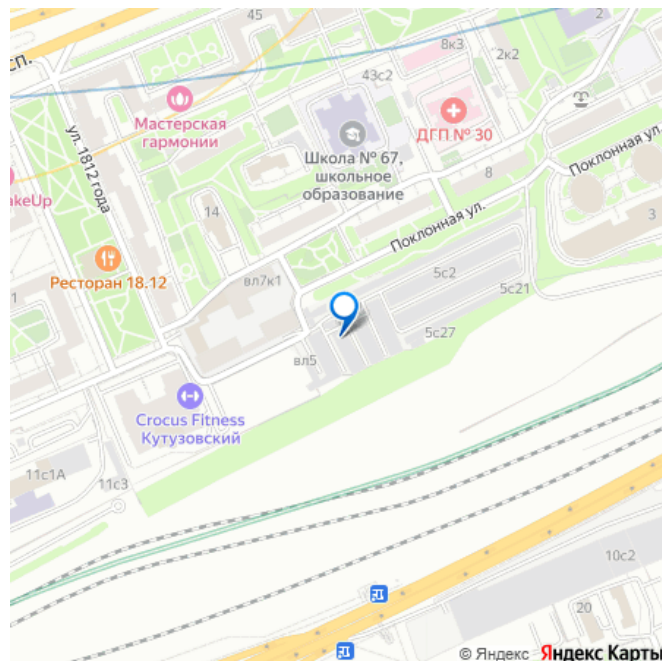 45
8к3
2к2
2
СП.
43с2
Мастерская
гармонии
ДГП № 30
ул. 1812 года
Школа № 67,
школьное
образование
Поклонная ул.
8
akeUp
14
3
Поклонная ул.
Ресторан 18.12
вл7к1
5с2
5с21
1
5с27
вл5
Crocus Fitness
Кутузовский
11с1А
11с3
10с2
20
© Яндекс Яндекс Карты